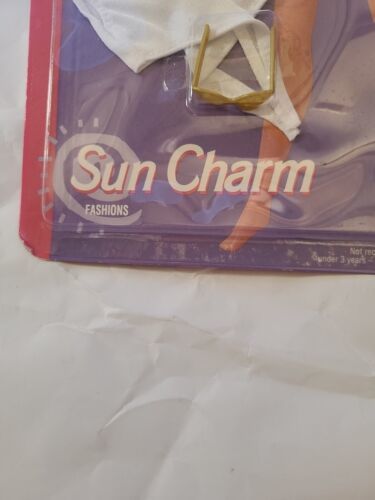 Sun Charm
FASHIONS
Not rec
under 3 years –